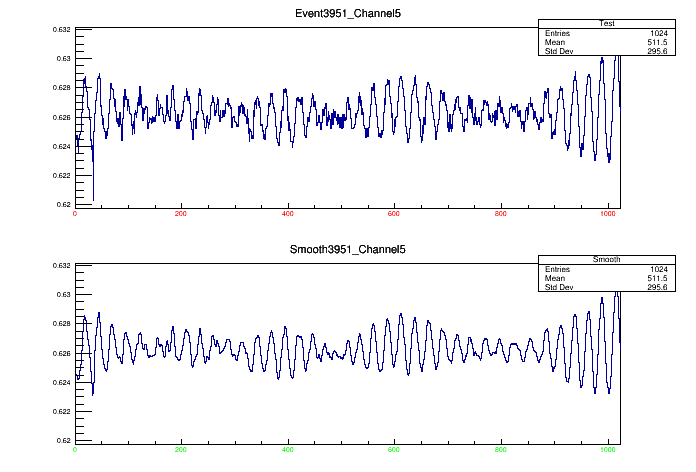 Event3951_Channel5
Test
Entries 1024
Mean 511.5
Std Dev 295.6
0.632
0.63
0.628
0.626
0.624
0.622
0.62
0 200 400 600 800 1000
Smooth3951_Channel5
Smooth
Entries 1024
Mean 511.5
Std Dev 295.6
0.632
0.63
0.628
0.626
0.624
0.622
0.62
0 200 400 600 800 1000